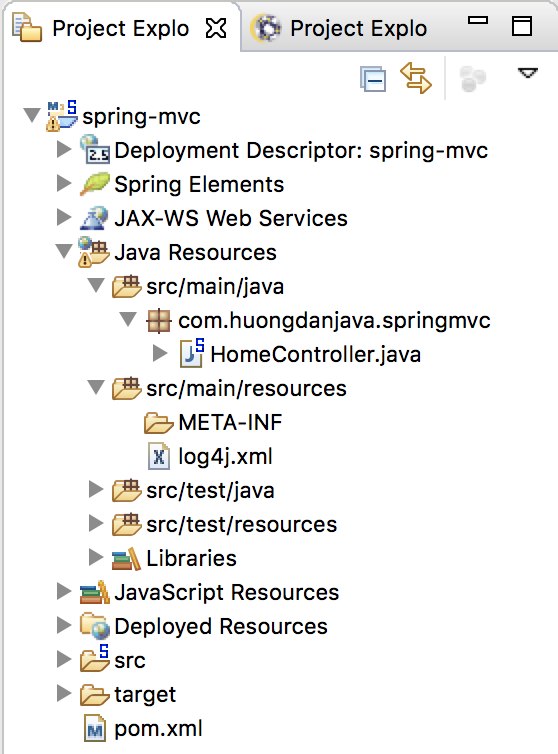 Project Explo Project Explo
spring-mvc
Deployment Descriptor: spring-mvc
Spring Elements
JAX-WS Web Services
Java Resources
src/main/java
com.huongdanjava.springmvc
HomeController.java
src/main/resources
META-INF
log4j.xml
src/test/java
src/test/resources
Libraries
JavaScript Resources
Deployed Resources
src
target
pom.xml